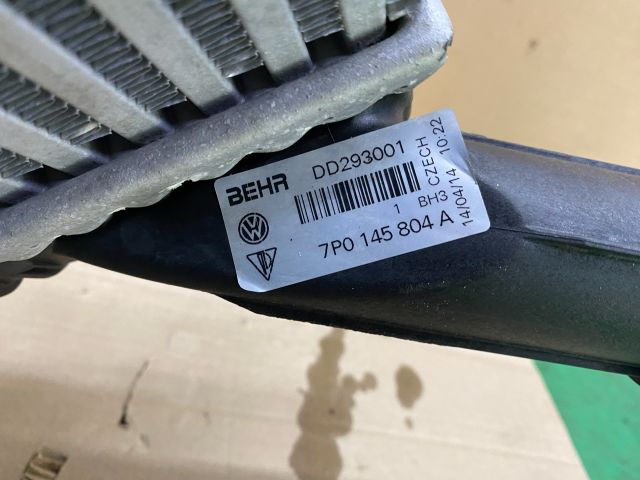 BEHR DD293001
1 BH3
CZECH
14/04/14 10:22
7P0 145 804 A